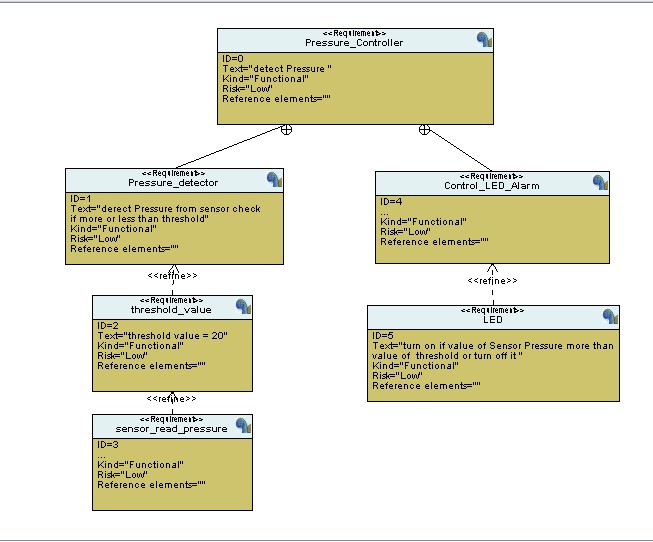 <<Requirement>>
Pressure_Controller
ID=0
Text="detect Pressure "
Kind="Functional"
Risk="Low"
Reference elements=""
<<Requirement>>
Pressure_detector
ID=1
Text="derect Pressure from sensor check
if more or less than threshold"
Kind="Functional"
Risk="Low"
Reference elements=""
<<Requirement>>
Control_LED_Alarm
ID=4
...
Kind="Functional"
Risk="Low"
Reference elements=""
<<refine>>
<<refine>>
<<Requirement>>
threshold_value
ID=2
Text="threshold value = 20"
Kind="Functional"
Risk="Low"
Reference elements=""
<<Requirement>>
LED
ID=5
Text="turn on if value of Sensor Pressure more than
value of  threshold or turn off it "
Kind="Functional"
Risk="Low"
Reference elements=""
<<refine>>
<<Requirement>>
sensor_read_pressure
ID=3
...
Kind="Functional"
Risk="Low"
Reference elements=""